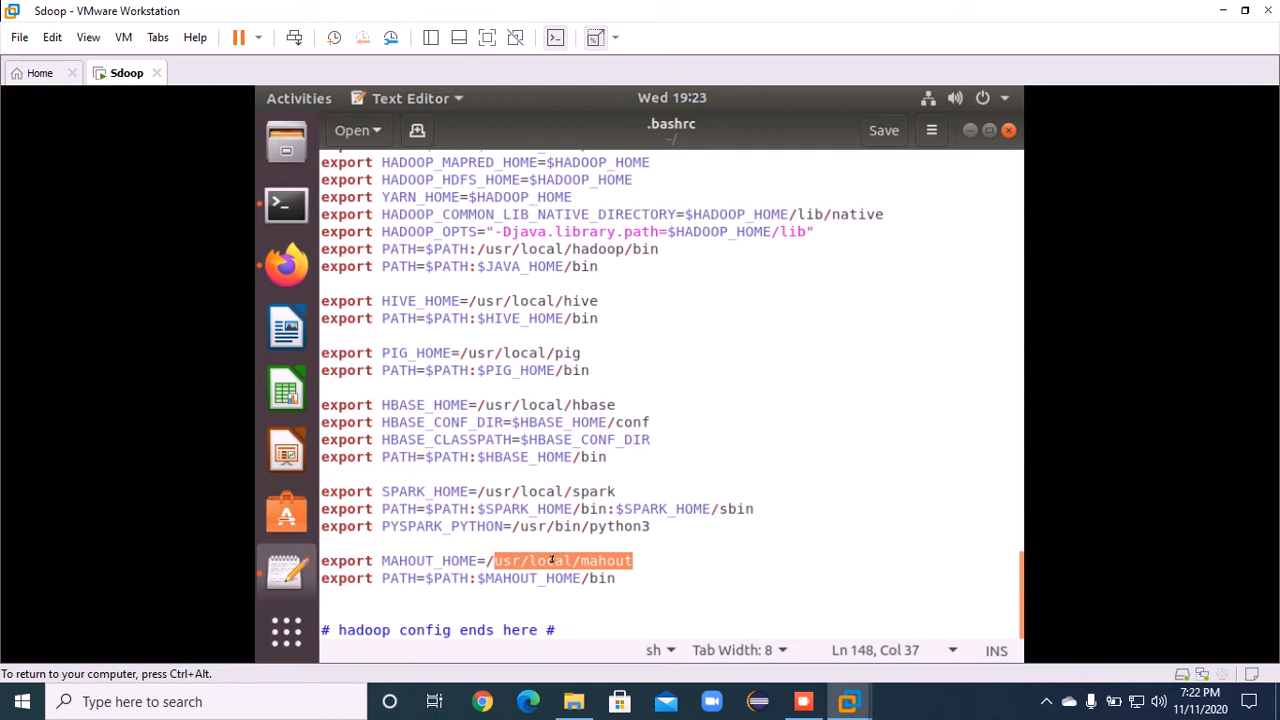 Sdoop - VMware Workstation
File Edit View VM Tabs Help
Home
Sdoop
Activities Text Editor Wed 19:23
Open .bashrc Save
~/
export HADOOP_MAPRED_HOME=$HADOOP_HOME
export HADOOP_HDFS_HOME=$HADOOP_HOME
export YARN_HOME=$HADOOP_HOME
export HADOOP_COMMON_LIB_NATIVE_DIRECTORY=$HADOOP_HOME/lib/native
export HADOOP_OPTS="-Djava.library.path=$HADOOP_HOME/lib"
export PATH=$PATH:/usr/local/hadoop/bin
export PATH=$PATH:$JAVA_HOME/bin
export HIVE_HOME=/usr/local/hive
export PATH=$PATH:$HIVE_HOME/bin
export PIG_HOME=/usr/local/pig
export PATH=$PATH:$PIG_HOME/bin
export HBASE_HOME=/usr/local/hbase
export HBASE_CONF_DIR=$HBASE_HOME/conf
export HBASE_CLASSPATH=$HBASE_CONF_DIR
export PATH=$PATH:$HBASE_HOME/bin
export SPARK_HOME=/usr/local/spark
export PATH=$PATH:$SPARK_HOME/bin:$SPARK_HOME/sbin
export PYSPARK_PYTHON=/usr/bin/python3
export MAHOUT_HOME=/usr/local/mahout
export PATH=$PATH:$MAHOUT_HOME/bin
# hadoop config ends here #
sh Tab Width: 8 Ln 148, Col 37 INS
To return to your computer, press Ctrl+Alt.
Type here to search
7:22 PM
11/11/2020